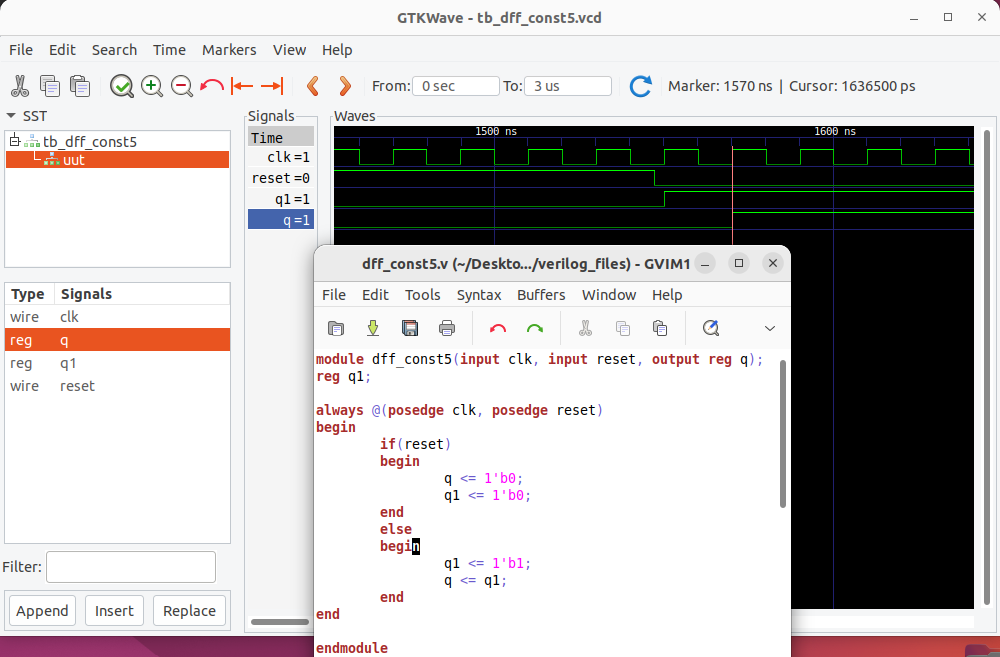 GTKWave - tb_dff_const5.vcd
File Edit Search Time Markers View Help
From: 0 sec To: 3 us Marker: 1570 ns | Cursor: 1636500 ps
SST
tb_dff_const5
uut
Type Signals
wire clk
reg q
reg q1
wire reset
Filter:
Append Insert Replace
Signals
Time
clk=1
reset=0
q1=1
q=1
Waves
1500 ns 1600 ns
dff_const5.v (~/Deskto.../verilog_files) - GVIM1
File Edit Tools Syntax Buffers Window Help
module dff_const5(input clk, input reset, output reg q);
reg q1;
always @(posedge clk, posedge reset)
begin
if(reset)
begin
q <= 1'b0;
q1 <= 1'b0;
end
else
begin
q1 <= 1'b1;
q <= q1;
end
end
endmodule